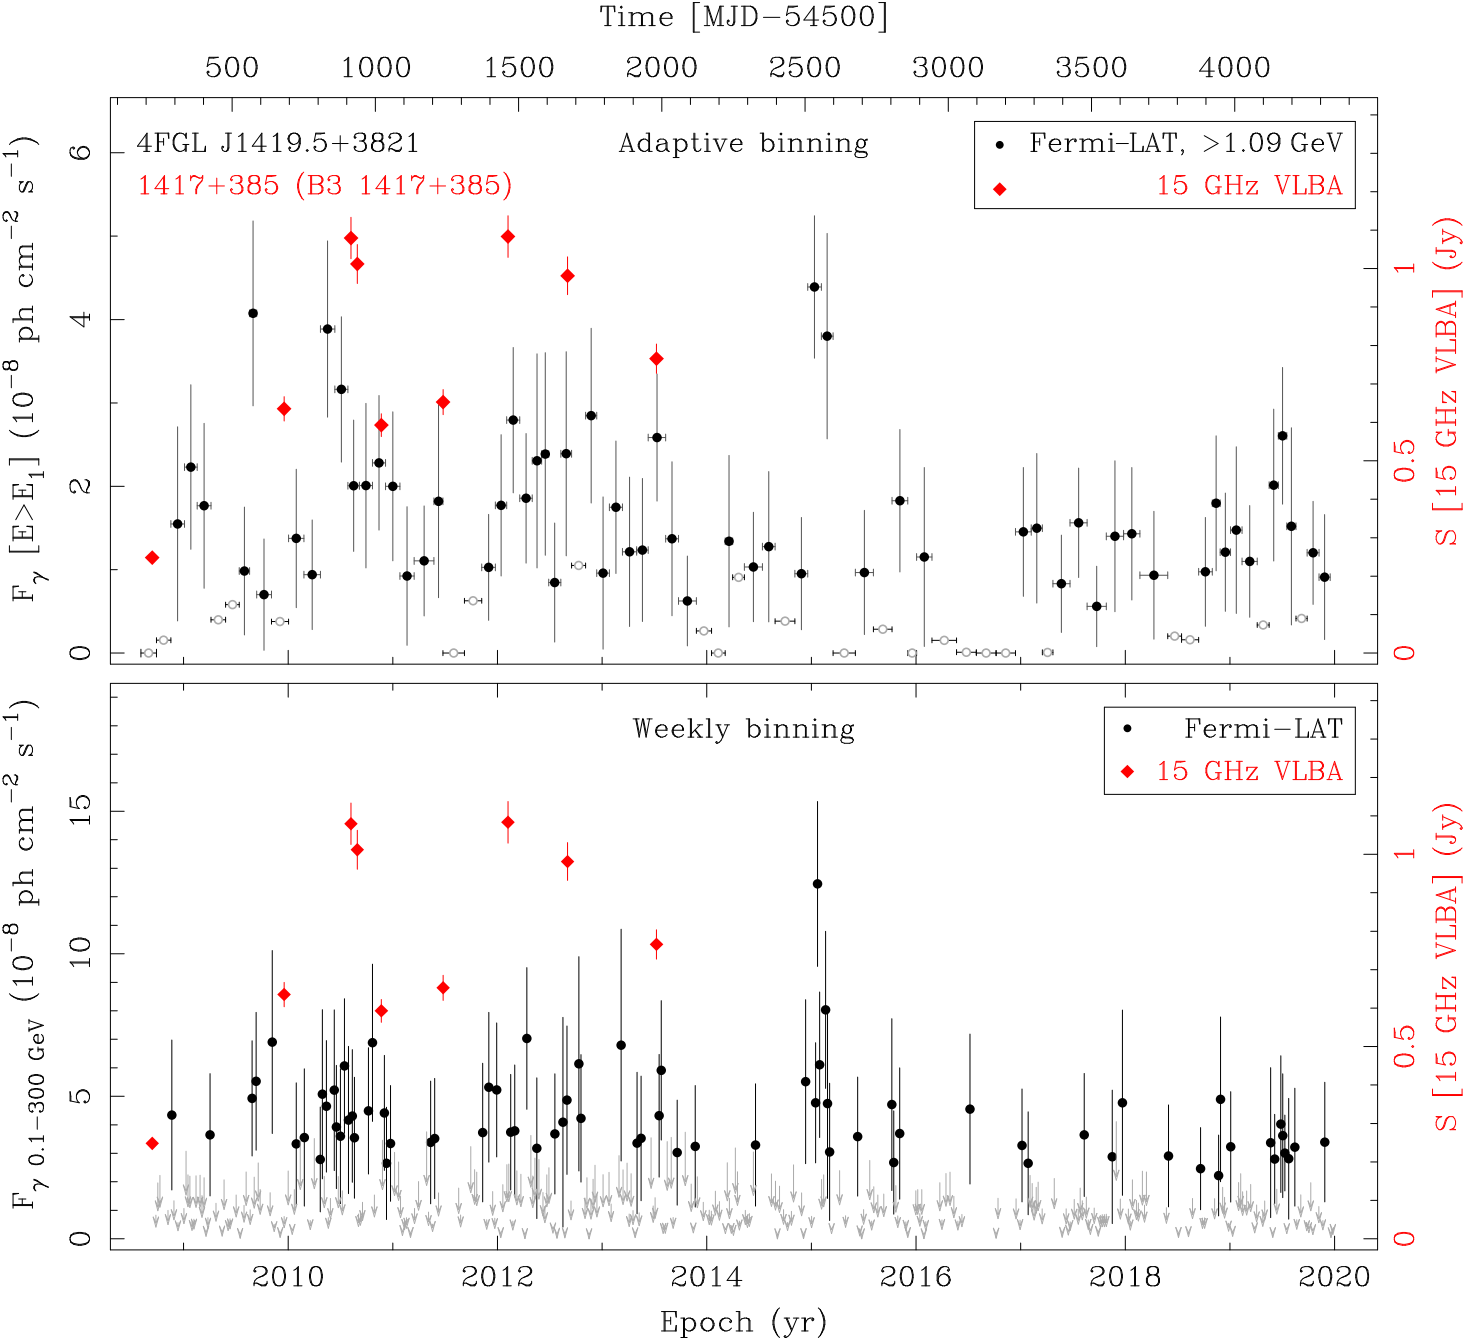 Time [MJD−54500]
500 1000 1500 2000 2500 3000 3500 4000
4FGL J1419.5+3821
1417+385 (B3 1417+385)
Adaptive binning
Fermi−LAT, >1.09 GeV
15 GHz VLBA
Fγ [E>E1] (10−8 ph cm−2 s−1)
6
4
2
0
S [15 GHz VLBA] (Jy)
1
0.5
0
Weekly binning
Fermi−LAT
15 GHz VLBA
Fγ 0.1−300 GeV (10−8 ph cm−2 s−1)
15
10
5
0
S [15 GHz VLBA] (Jy)
1
0.5
0
2010 2012 2014 2016 2018 2020
Epoch (yr)